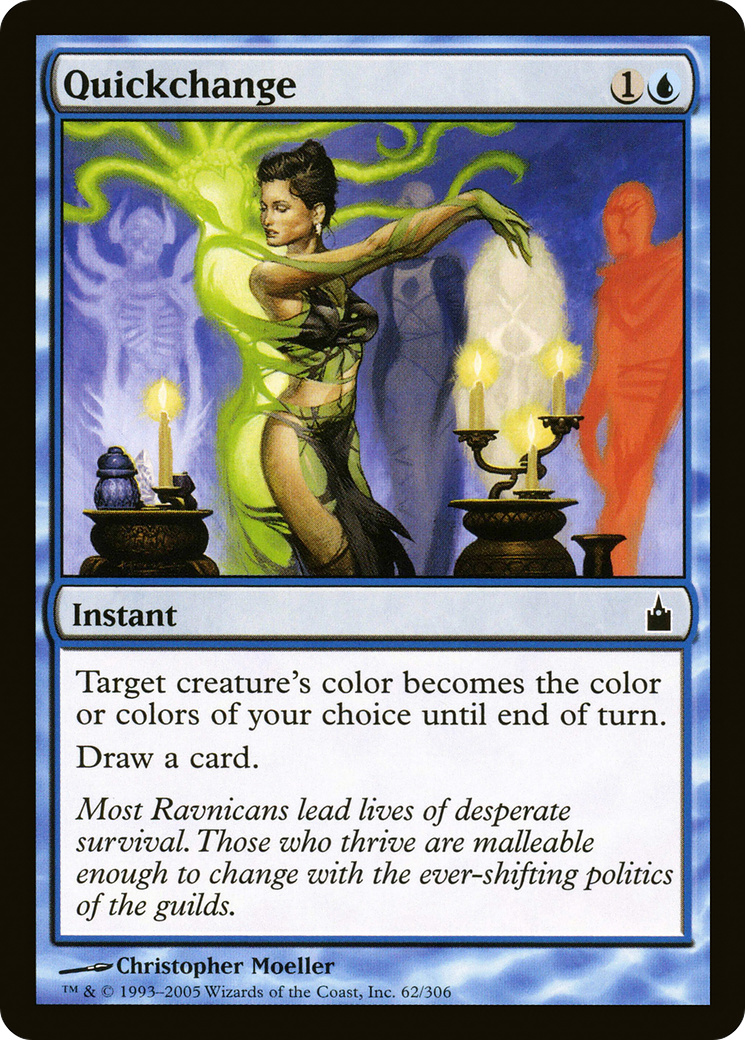 Quickchange 1
Instant
Target creature's color becomes the color
or colors of your choice until end of turn.
Draw a card.
Most Ravnicans lead lives of desperate
survival. Those who thrive are malleable
enough to change with the ever-shifting politics
of the guilds.
Christopher Moeller
™ & © 1993–2005 Wizards of the Coast, Inc. 62/306